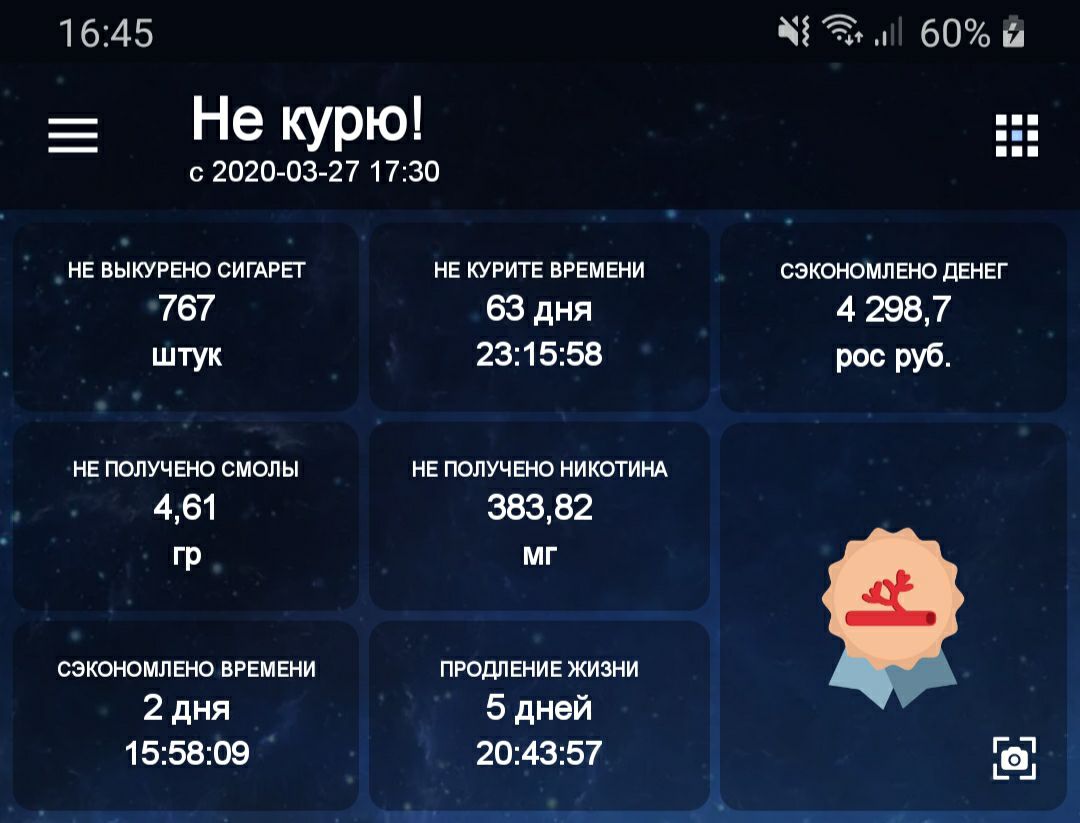 16:45 60%
Не курю!
с 2020-03-27 17:30
НЕ ВЫКУРЕНО СИГАРЕТ
767
штук
НЕ КУРИТЕ ВРЕМЕНИ
63 дня
23:15:58
СЭКОНОМЛЕНО ДЕНЕГ
4 298,7
рос руб.
НЕ ПОЛУЧЕНО СМОЛЫ
4,61
гр
НЕ ПОЛУЧЕНО НИКОТИНА
383,82
мг
СЭКОНОМЛЕНО ВРЕМЕНИ
2 дня
15:58:09
ПРОДЛЕНИЕ ЖИЗНИ
5 дней
20:43:57